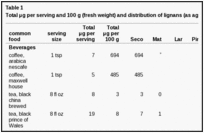 Table 1
Total µg per serving and 100 g (fresh weight) and distribution of lignans (as ag
common food serving size Total µg per serving Total µg per 100 g Seco Mat Lar Pir
Beverages
coffee, arabica nescafe 1 tsp 7 694 694
coffee, maxwell house 1 tsp 5 485 485
tea, black china brewed 8 fl oz 8 3 3 0
tea, black prince of Wales 8 fl oz 19 8 7 1